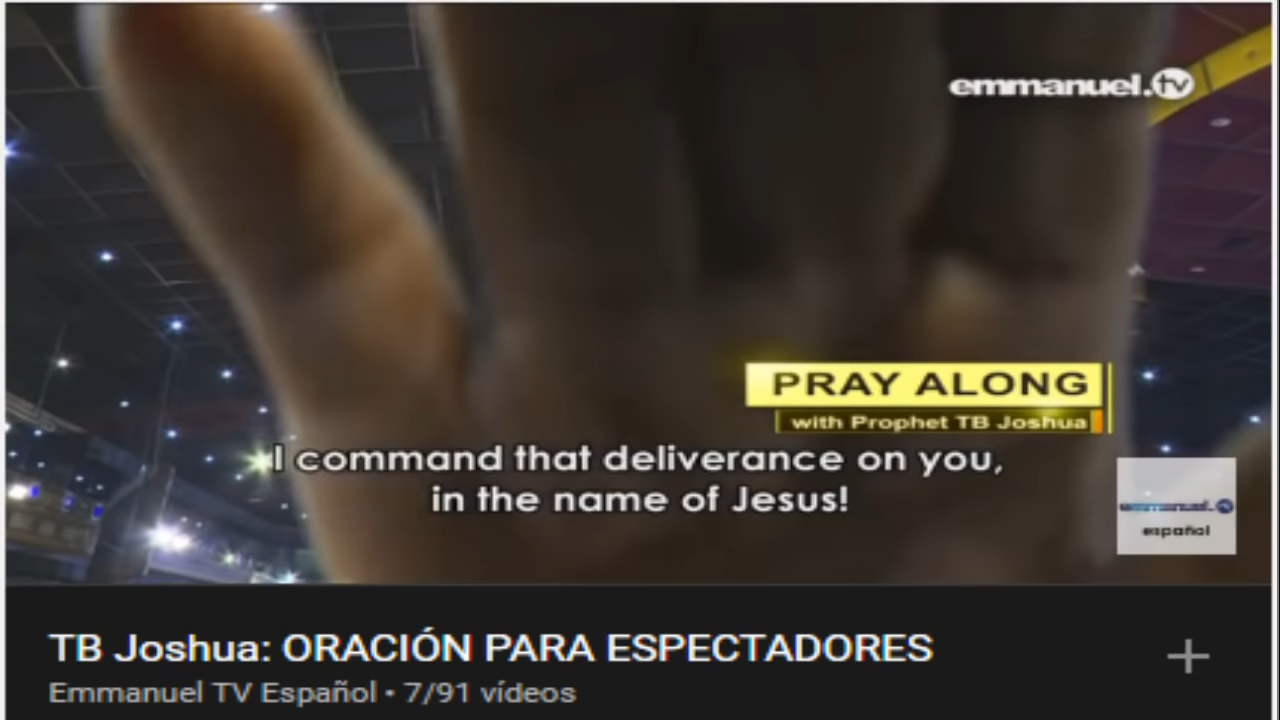 emmanuel.tv
PRAY ALONG
with Prophet TB Joshua
I command that deliverance on you,
in the name of Jesus!
emmanuel.tv
español
TB Joshua: ORACIÓN PARA ESPECTADORES
Emmanuel TV Español • 7/91 vídeos